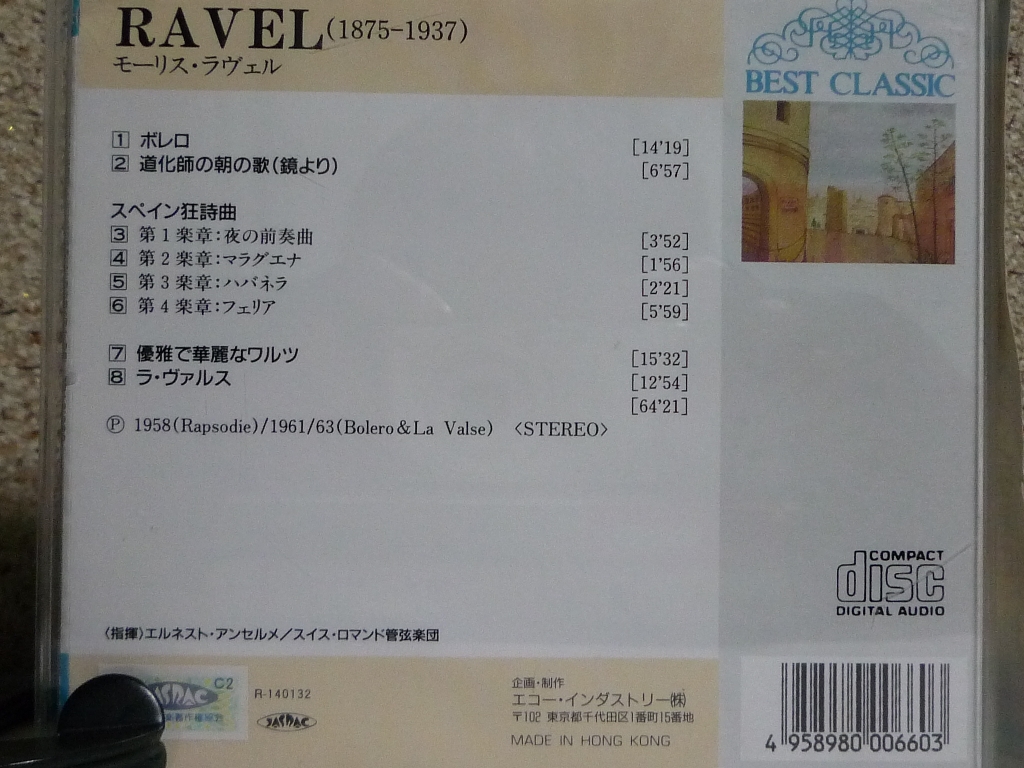 RAVEL(1875-1937)
モーリス・ラヴェル
BEST CLASSIC
1 ボレロ [14'19]
2 道化師の朝の歌(鏡より) [6'57]
スペイン狂詩曲
3 第1楽章:夜の前奏曲 [3'52]
4 第2楽章:マラグエナ [1'56]
5 第3楽章:ハバネラ [2'21]
6 第4楽章:フェリア [5'59]
7 優雅で華麗なワルツ [15'32]
8 ラ・ヴァルス [12'54]
[64'21]
Ⓟ 1958(Rapsodie)/1961/63(Bolero&La Valse) 〈STEREO〉
COMPACT
disc
DIGITAL AUDIO
〈指揮〉エルネスト・アンセルメ/スイス・ロマンド管弦楽団
C2
JASRAC
R-140132
JASRAC
企画・制作
エコー・インダストリー㈱
〒102 東京都千代田区1番町15番地
MADE IN HONG KONG
4 958980 006603